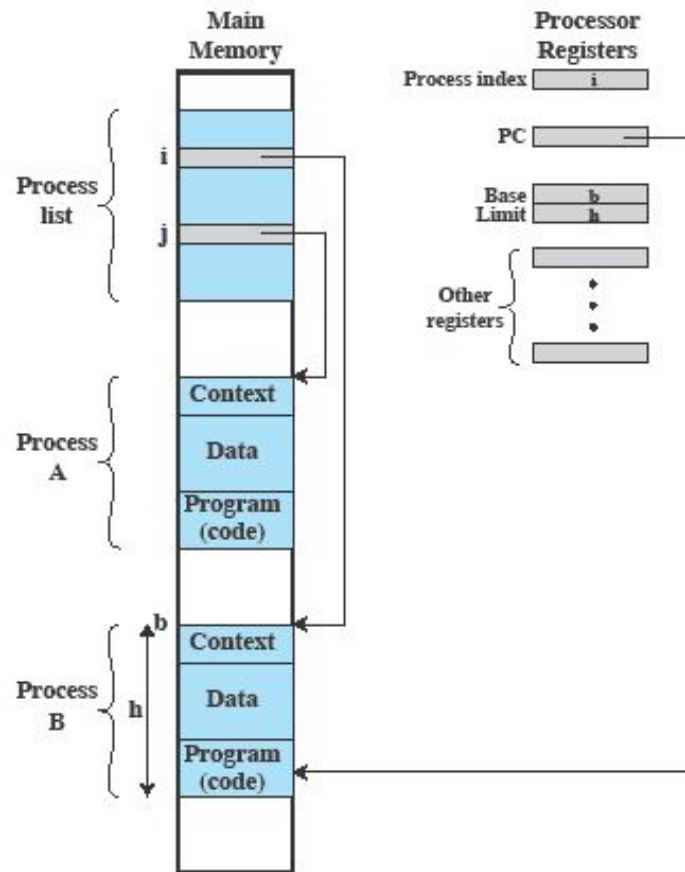 Main
Memory
Processor
Registers
Process index
i
PC
Base
b
Limit
h
Other
registers
Process
list
i
j
Process
A
Context
Data
Program
(code)
b
Process
B
h
Context
Data
Program
(code)